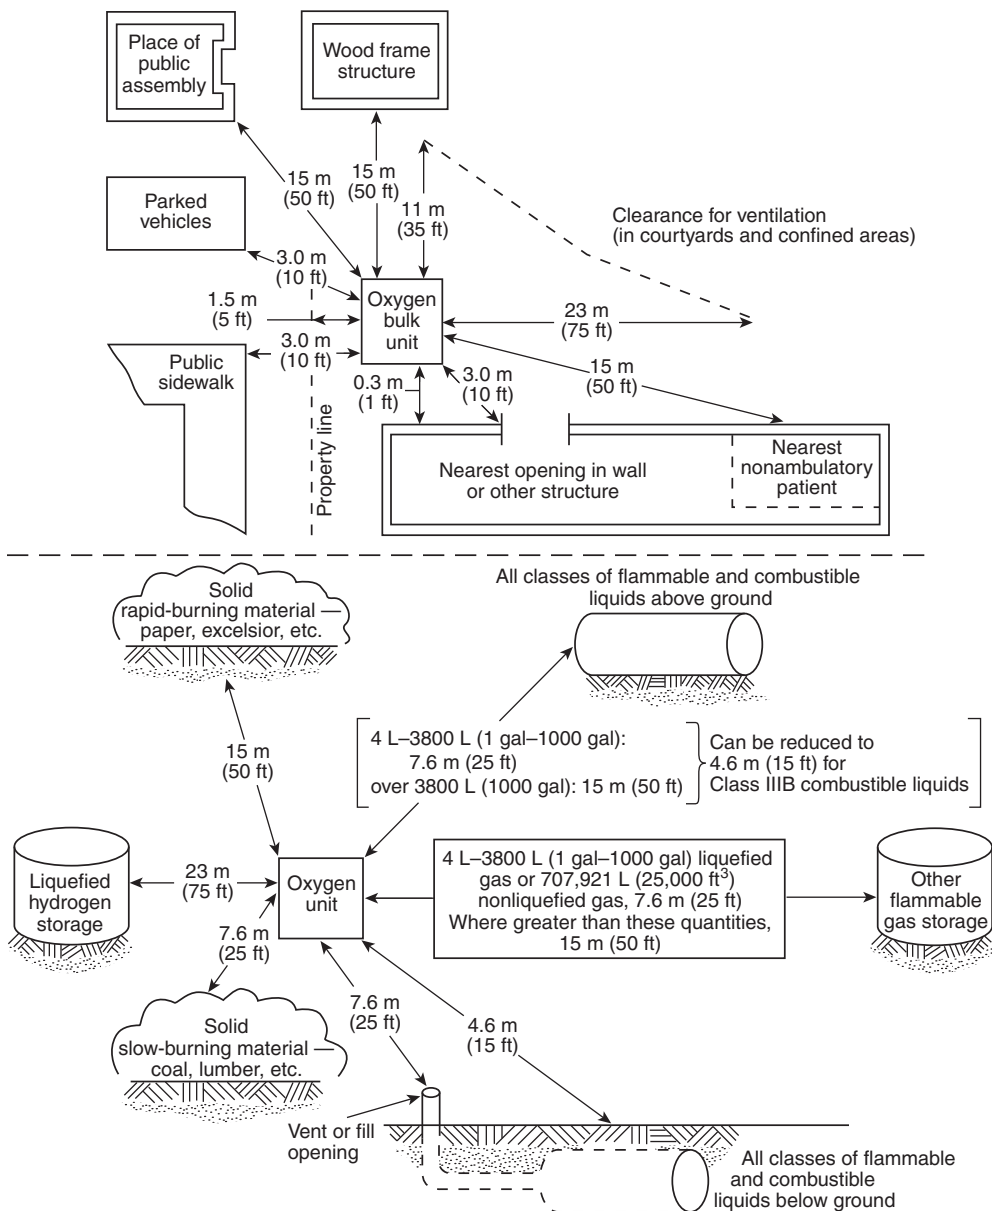 Place of
public
assembly
Wood frame
structure
15 m
(50 ft)
15 m
(50 ft)
11 m
(35 ft)
Clearance for ventilation
(in courtyards and confined areas)
Parked
vehicles
3.0 m
(10 ft)
1.5 m
(5 ft)
Oxygen
bulk
unit
23 m
(75 ft)
Public
sidewalk
3.0 m
(10 ft)
0.3 m
(1 ft)
3.0 m
(10 ft)
15 m
(50 ft)
Property line
Nearest opening in wall
or other structure
Nearest
nonambulatory
patient
Solid
rapid-burning material —
paper, excelsior, etc.
All classes of flammable and combustible
liquids above ground
15 m
(50 ft)
4 L–3800 L (1 gal–1000 gal):
7.6 m (25 ft)
over 3800 L (1000 gal): 15 m (50 ft)
Can be reduced to
4.6 m (15 ft) for
Class IIIB combustible liquids
Liquefied
hydrogen
storage
23 m
(75 ft)
Oxygen
unit
4 L–3800 L (1 gal–1000 gal) liquefied
gas or 707,921 L (25,000 ft³)
nonliquefied gas, 7.6 m (25 ft)
Where greater than these quantities,
15 m (50 ft)
Other
flammable
gas storage
7.6 m
(25 ft)
Solid
slow-burning material —
coal, lumber, etc.
7.6 m
(25 ft)
4.6 m
(15 ft)
Vent or fill
opening
All classes of flammable
and combustible
liquids below ground